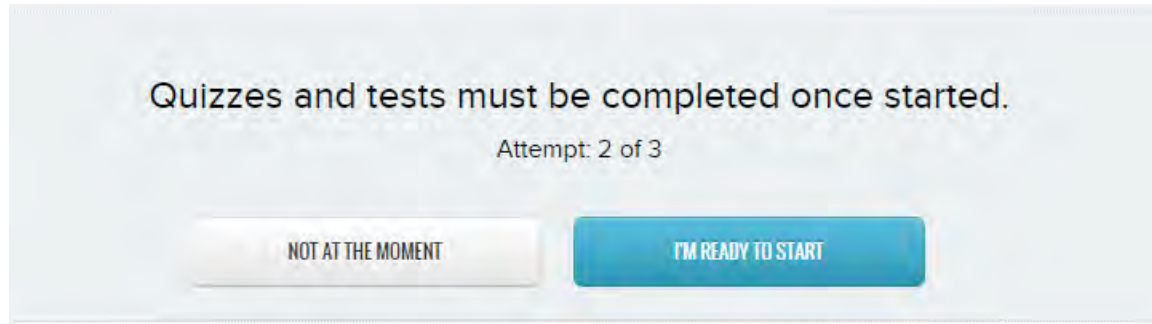 Quizzes and tests must be completed once started.
Attempt: 2 of 3
NOT AT THE MOMENT
I'M READY TO START